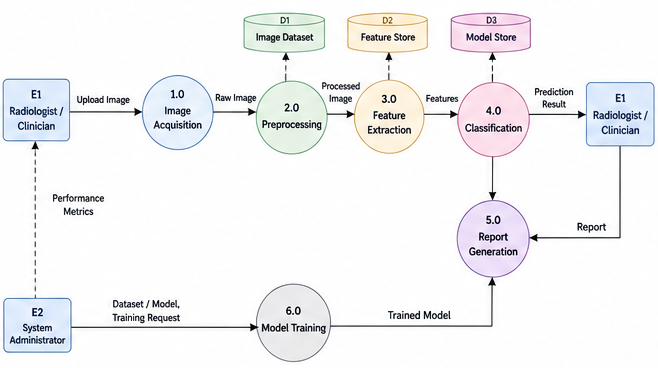 D1
Image Dataset
D2
Feature Store
D3
Model Store
E1
Radiologist /
Clinician
Upload Image
1.0
Image
Acquisition
Raw Image
2.0
Preprocessing
Processed
Image
3.0
Feature
Extraction
Features
4.0
Classification
Prediction
Result
E1
Radiologist /
Clinician
Performance
Metrics
5.0
Report
Generation
Report
E2
System
Administrator
Dataset / Model,
Training Request
6.0
Model Training
Trained Model